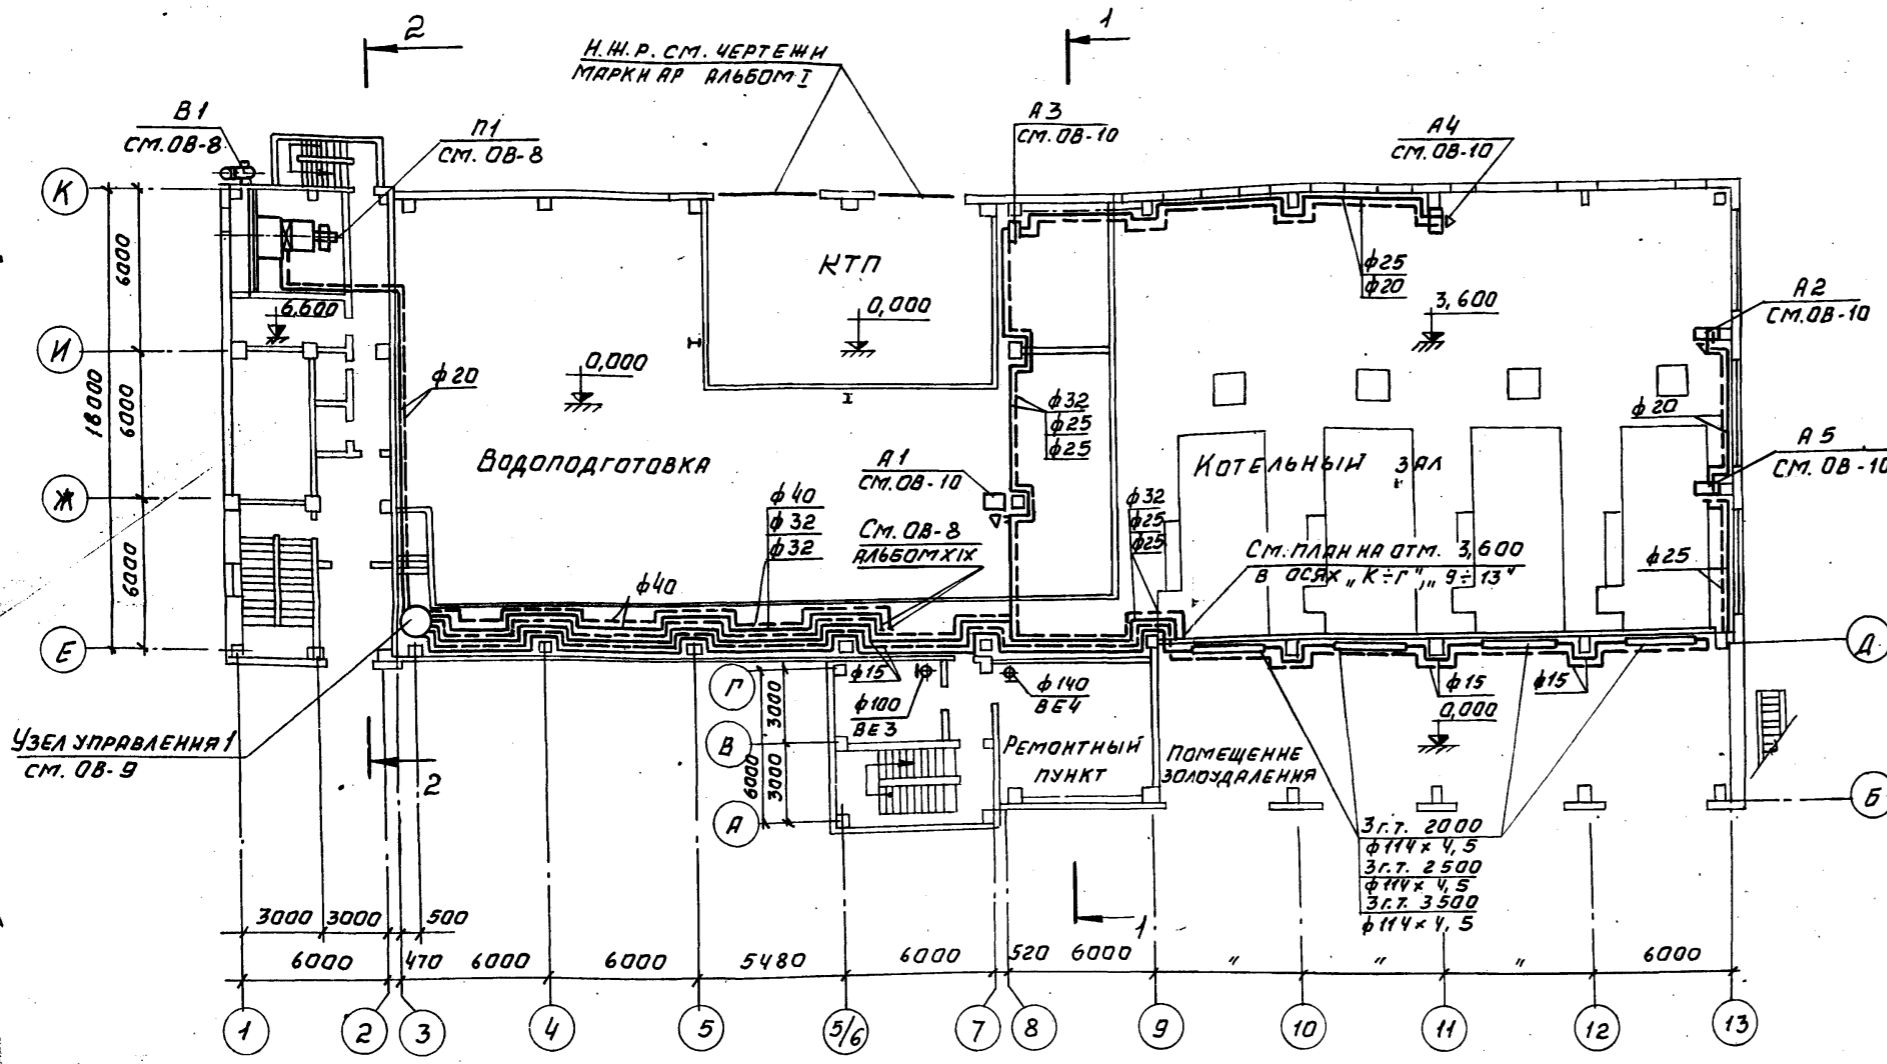 2
1
Н.Ж.Р. СМ. ЧЕРТЕЖИ
МАРКИ АР АЛЬБОМ I
В1
СМ. ОВ-8
П1
СМ. ОВ-8
А3
СМ. ОВ-10
А4
СМ. ОВ-10
К
6000
КТП
0,000
ф25
ф20
3,600
А2
СМ. ОВ-10
6,600
И
18000
6000
0,000
ф20
ф32
ф25
ф25
ф20
Водоподготовка
А1
СМ. ОВ-10
Котельный зал
А5
СМ. ОВ-10
Ж
ф40
ф32
ф32
СМ. ОВ-8
АЛЬБОМ XIX
ф32
ф25
ф25
См. план на отм. 3,600
в осях „К÷Г", „9÷13"
ф25
6000
ф40
Е
Д
Г
ф15
ф100
ВЕ3
ф140
ВЕ4
ф15
0,000
ф15
3000
Узел управления 1
см. ОВ-9
2
В
6000
3000
Ремонтный
пункт
Помещение
золоудаления
А
Б
3 г.т. 2000
ф114×4,5
3 г.т. 2500
ф114×4,5
3 г.т. 3500
ф114×4,5
3000
3000
500
1
6000
470
6000
6000
5480
6000
520
6000
"
"
"
6000
1
2
3
4
5
5/6
7
8
9
10
11
12
13